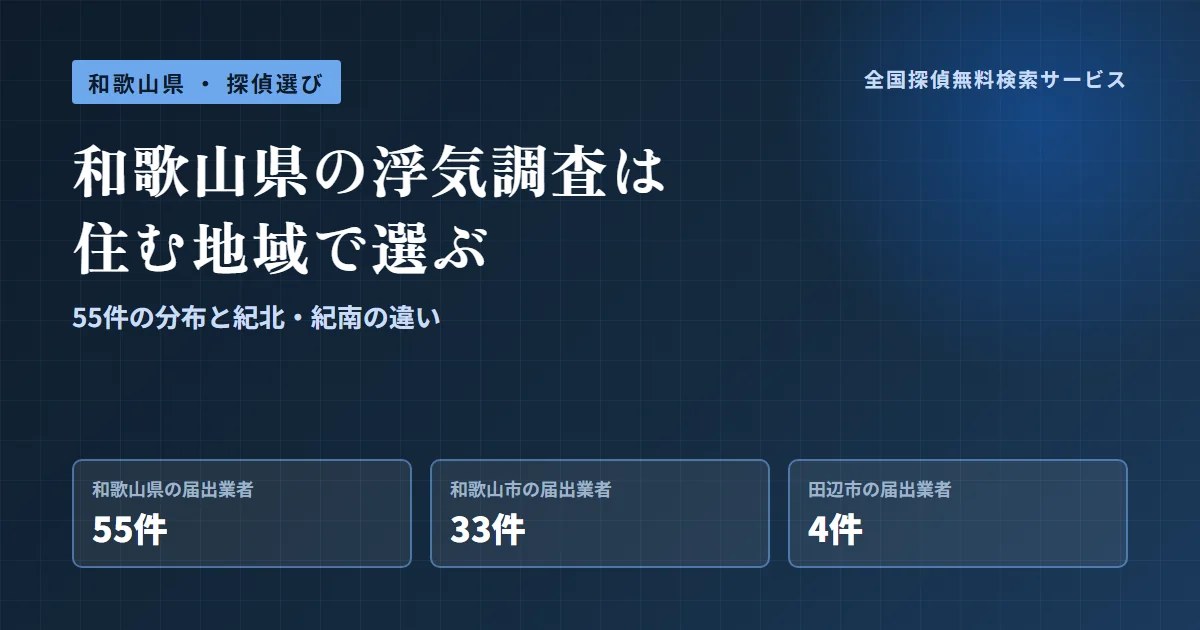 和歌山県 ・ 探偵選び
全国探偵無料検索サービス
和歌山県の浮気調査は
住む地域で選ぶ
55件の分布と紀北・紀南の違い
和歌山県の届出業者
55件
和歌山市の届出業者
33件
田辺市の届出業者
4件